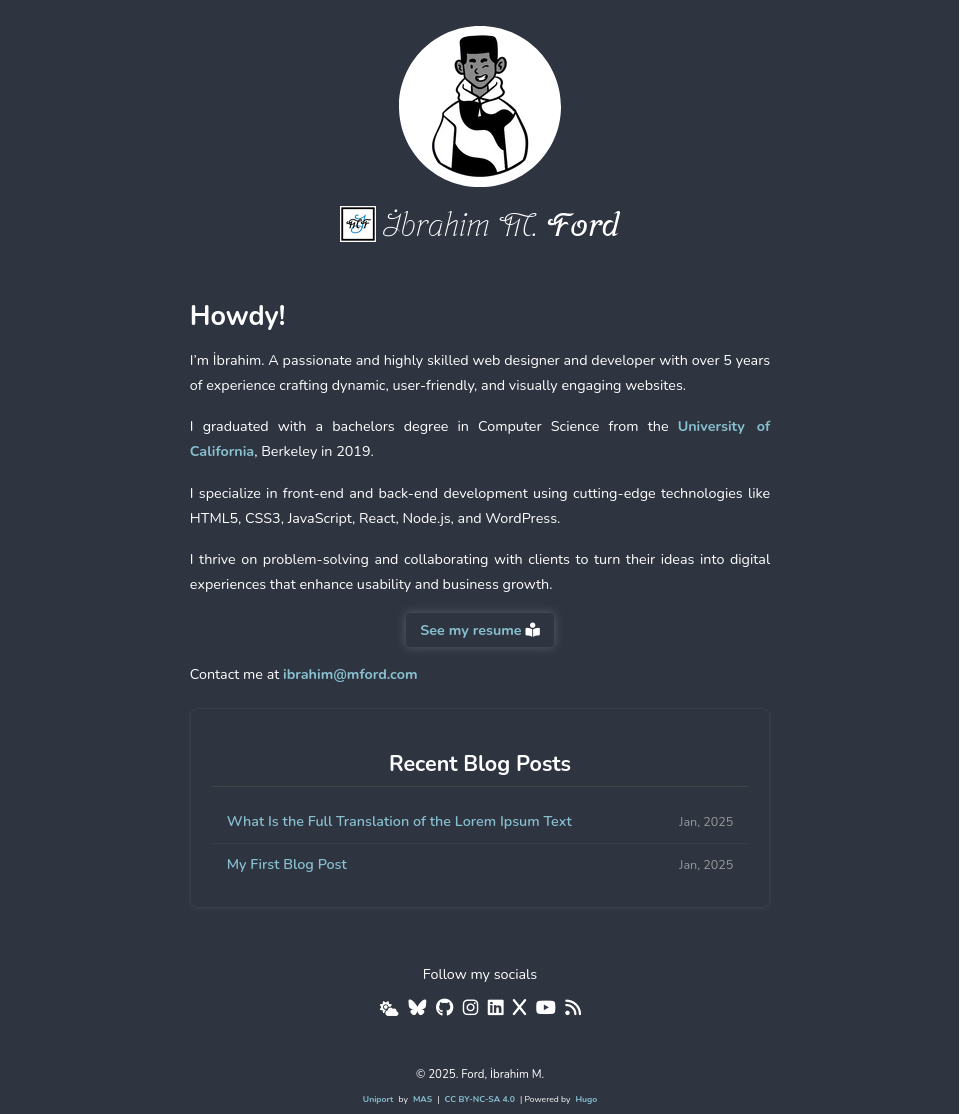 İbrahim M. Ford
Howdy!
I'm İbrahim. A passionate and highly skilled web designer and developer with over 5 years
of experience crafting dynamic, user-friendly, and visually engaging websites.
I graduated with a bachelors degree in Computer Science from the University of
California, Berkeley in 2019.
I specialize in front-end and back-end development using cutting-edge technologies like
HTML5, CSS3, JavaScript, React, Node.js, and WordPress.
I thrive on problem-solving and collaborating with clients to turn their ideas into digital
experiences that enhance usability and business growth.
See my resume
Contact me at ibrahim@mford.com
Recent Blog Posts
What Is the Full Translation of the Lorem Ipsum Text Jan, 2025
My First Blog Post Jan, 2025
Follow my socials
© 2025. Ford, İbrahim M.
Uniport by MAS | CC BY-NC-SA 4.0 | Powered by Hugo